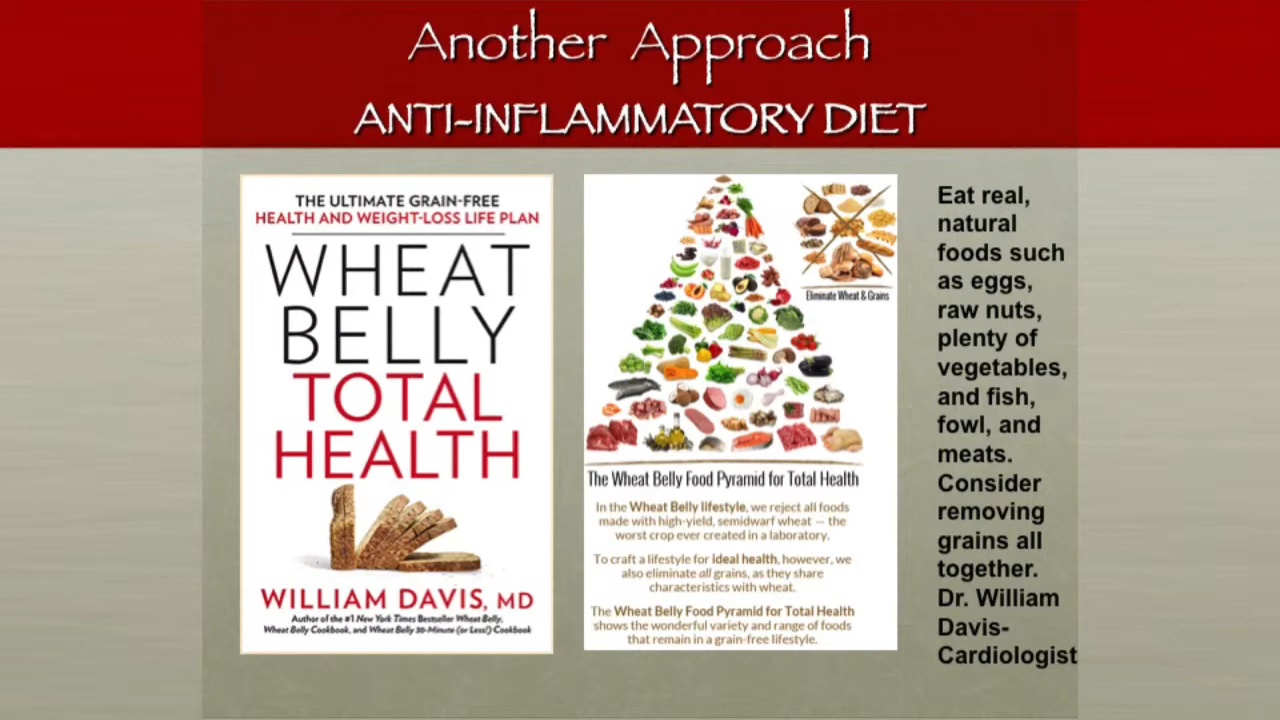 Another Approach
ANTI-INFLAMMATORY DIET
THE ULTIMATE GRAIN-FREE
HEALTH AND WEIGHT-LOSS LIFE PLAN
WHEAT
BELLY
TOTAL
HEALTH
WILLIAM DAVIS, MD
Author of the #1 New York Times Bestseller Wheat Belly,
Wheat Belly Cookbook, and Wheat Belly 30-Minute (or Less!) Cookbook
Eliminate Wheat & Grains
The Wheat Belly Food Pyramid for Total Health
In the Wheat Belly lifestyle, we reject all foods
made with high-yield, semidwarf wheat — the
worst crop ever created in a laboratory.
To craft a lifestyle for ideal health, however, we
also eliminate all grains, as they share
characteristics with wheat.
The Wheat Belly Food Pyramid for Total Health
shows the wonderful variety and range of foods
that remain in a grain-free lifestyle.
Eat real,
natural
foods such
as eggs,
raw nuts,
plenty of
vegetables,
and fish,
fowl, and
meats.
Consider
removing
grains all
together.
Dr. William
Davis-
Cardiologist